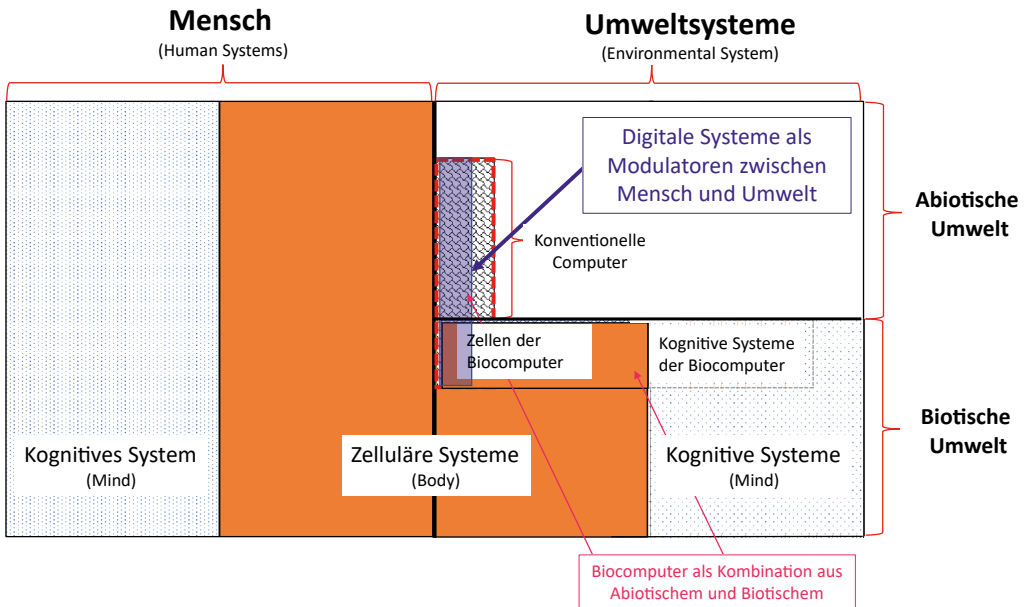 Mensch
(Human Systems)
Umweltsysteme
(Environmental System)
Digitale Systeme als
Modulatoren zwischen
Mensch und Umwelt
Abiotische
Umwelt
Konventionelle
Computer
Zellen der
Biocomputer
Kognitive Systeme
der Biocomputer
Biotische
Umwelt
Kognitives System
(Mind)
Zelluläre Systeme
(Body)
Kognitive Systeme
(Mind)
Biocomputer als Kombination aus
Abiotischem und Biotischem